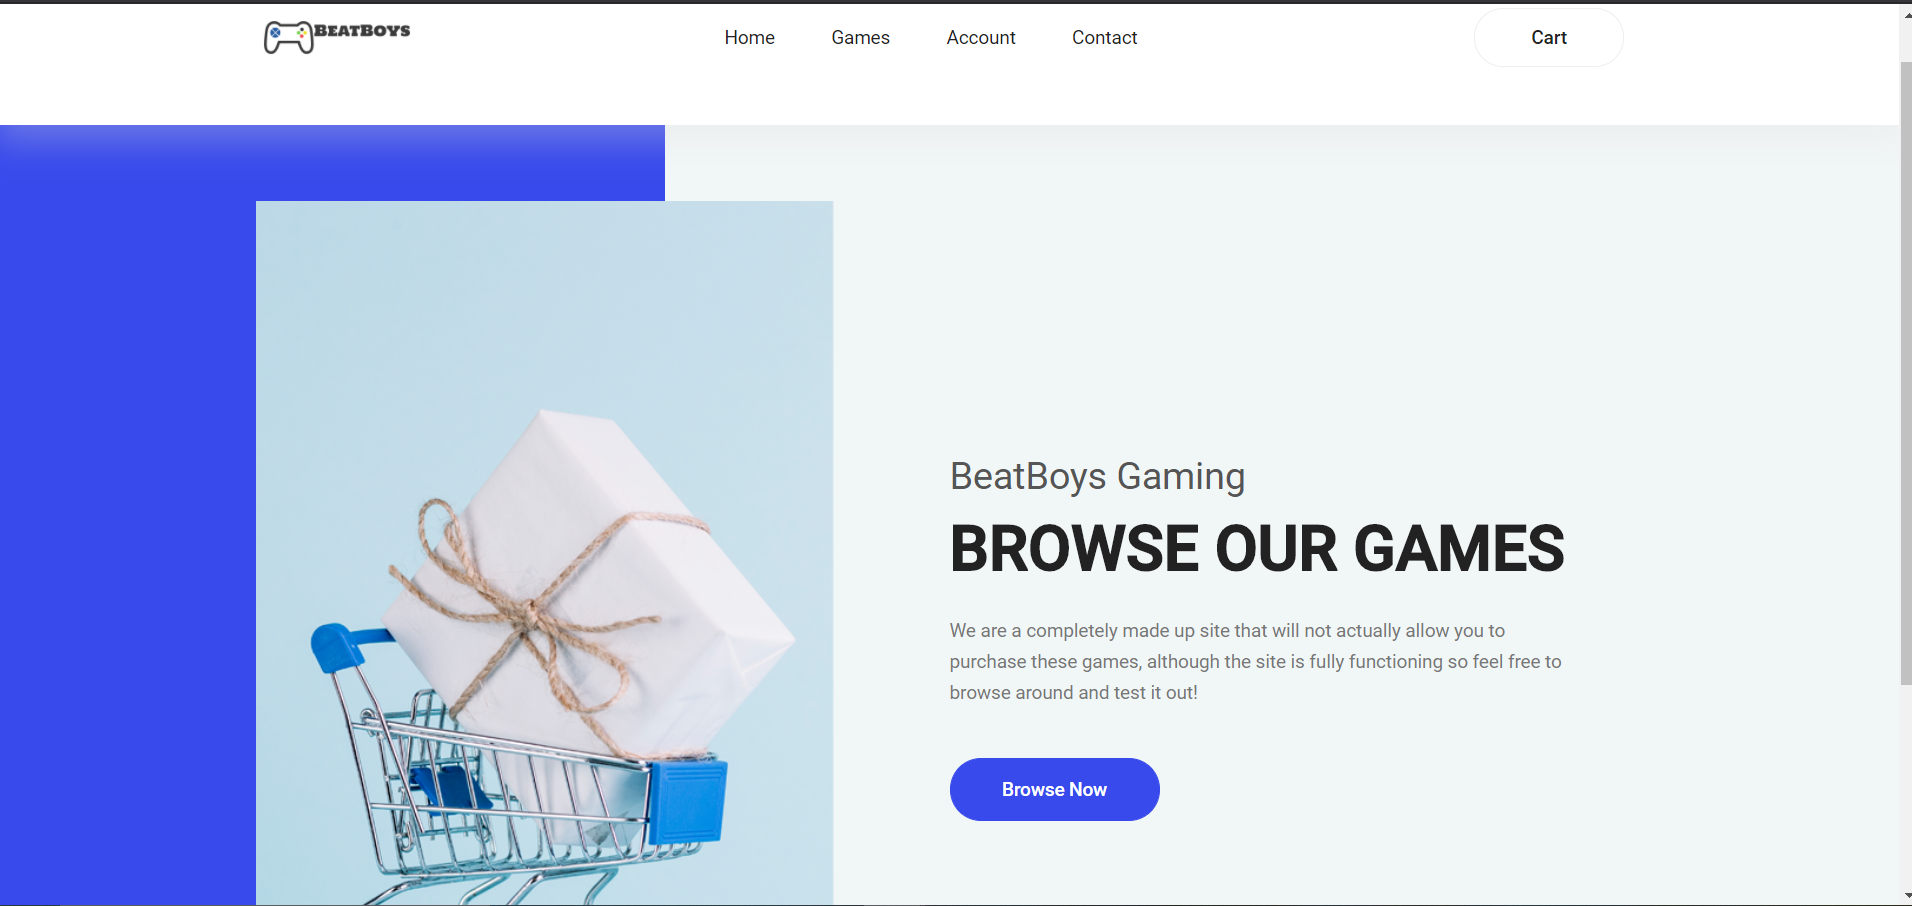 BEATBOYS
Home Games Account Contact Cart
BeatBoys Gaming
BROWSE OUR GAMES
We are a completely made up site that will not actually allow you to
purchase these games, although the site is fully functioning so feel free to
browse around and test it out!
Browse Now